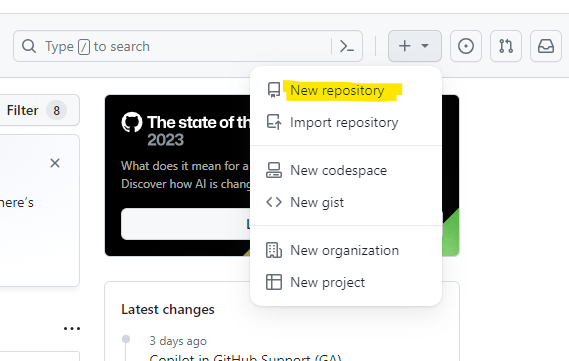 Type / to search
New repository
Import repository
New codespace
New gist
New organization
New project
Filter 8
here's
The state of th
2023
What does it mean for a
Discover how AI is chang
L
Latest changes
3 days ago
Copilot in GitHub Support (GA)